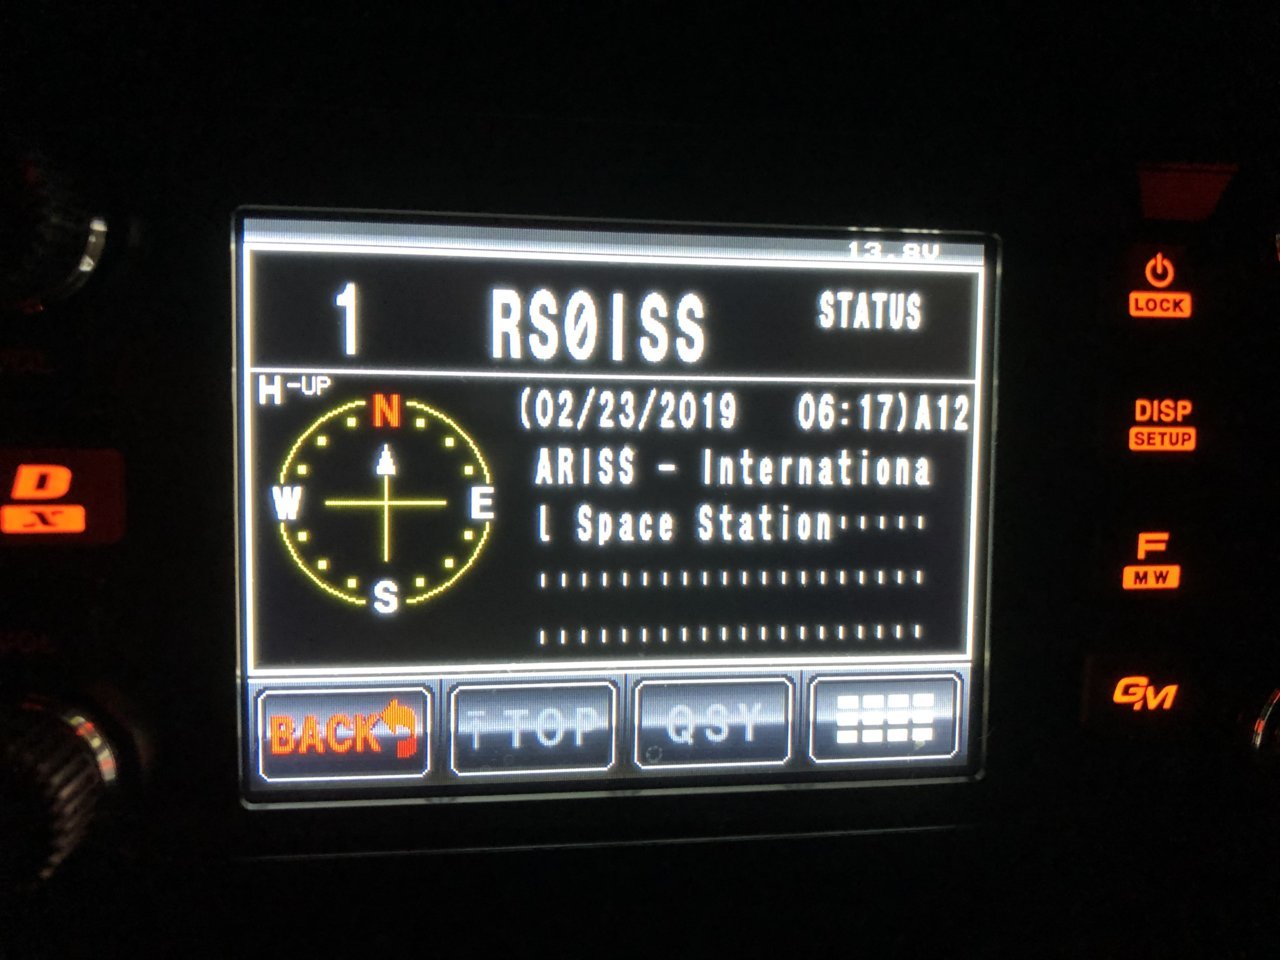 13.8V
1 RSØISS STATUS
H-UP
N
W E
S
(02/23/2019 06:17)A12
ARISS - Internationa
l Space Station
BACK TOP QSY
LOCK
DISP
SETUP
F
MW
GM
D
X